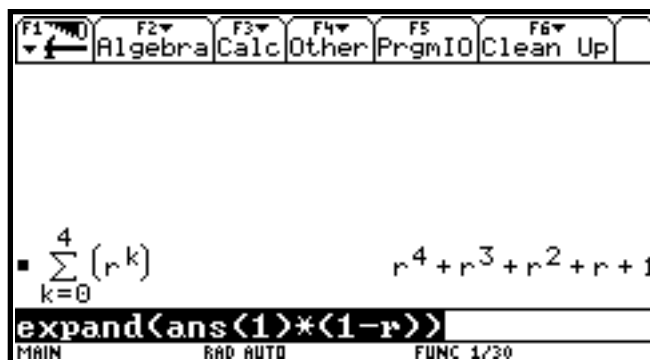 F1 F2 Algebra F3 Calc F4 Other F5 PrgmIO F6 Clean Up
∑_{k=0}^{4} (r^k) r^4 + r^3 + r^2 + r + 1
expand(ans(1)*(1-r))
MAIN RAD AUTO FUNC 1/30